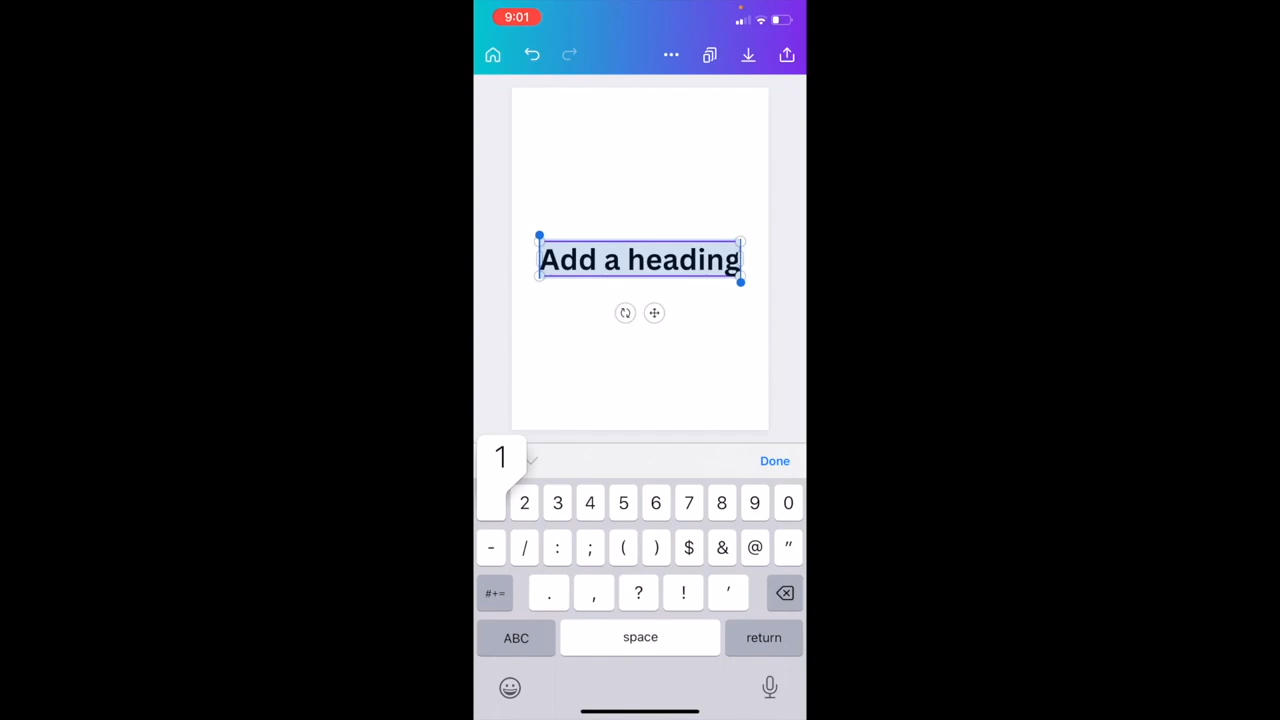 9:01
Add a heading
1
Done
2 3 4 5 6 7 8 9 0
- / : ; ( ) $ & @ ”
#+= . , ? ! ’
ABC space return